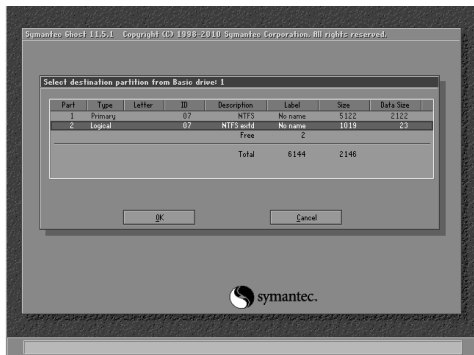 Symantec Ghost 11.5.1 Copyright (C) 1998-2010 Symantec Corporation. All rights reserved.
Select destination partition from Basic drive: 1
Part Type Letter ID Description Label Size Data Size
1 Primary 07 NTFS No name 5122 2122
2 Logical 07 NTFS extd No name 1019 23
Free 2
Total 6144 2146
OK Cancel
symantec.